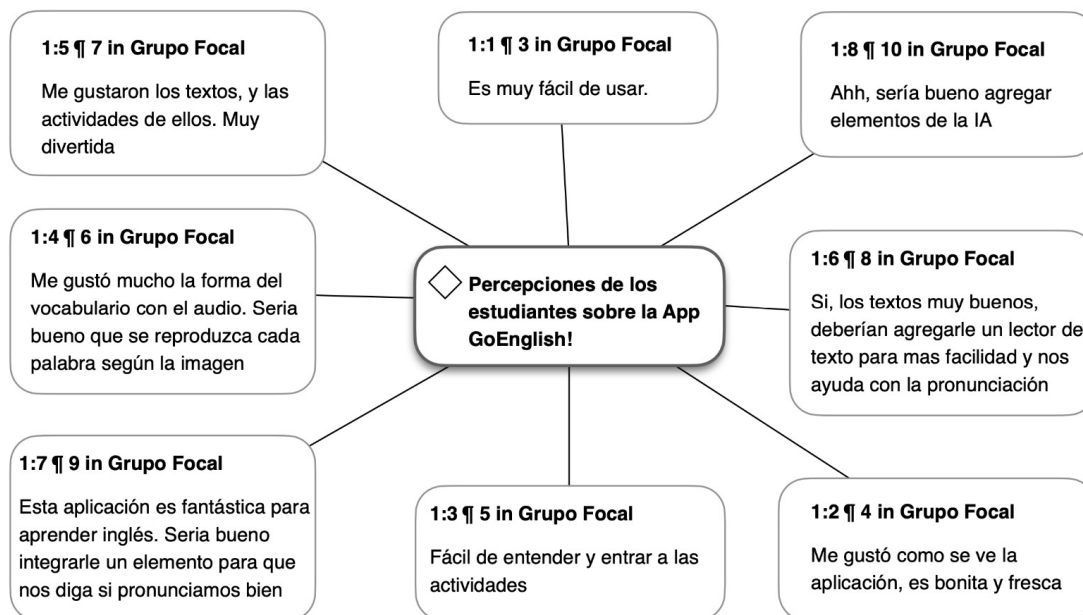 1:5 ¶ 7 in Grupo Focal
Me gustaron los textos, y las
actividades de ellos. Muy
divertida
1:1 ¶ 3 in Grupo Focal
Es muy fácil de usar.
1:8 ¶ 10 in Grupo Focal
Ahh, sería bueno agregar
elementos de la IA
1:4 ¶ 6 in Grupo Focal
Me gustó mucho la forma del
vocabulario con el audio. Seria
bueno que se reproduzca cada
palabra según la imagen
Percepciones de los
estudiantes sobre la App
GoEnglish!
1:6 ¶ 8 in Grupo Focal
Si, los textos muy buenos,
deberían agregarle un lector de
texto para mas facilidad y nos
ayuda con la pronunciación
1:7 ¶ 9 in Grupo Focal
Esta aplicación es fantástica para
aprender inglés. Seria bueno
integrarle un elemento para que
nos diga si pronunciamos bien
1:3 ¶ 5 in Grupo Focal
Fácil de entender y entrar a las
actividades
1:2 ¶ 4 in Grupo Focal
Me gustó como se ve la
aplicación, es bonita y fresca